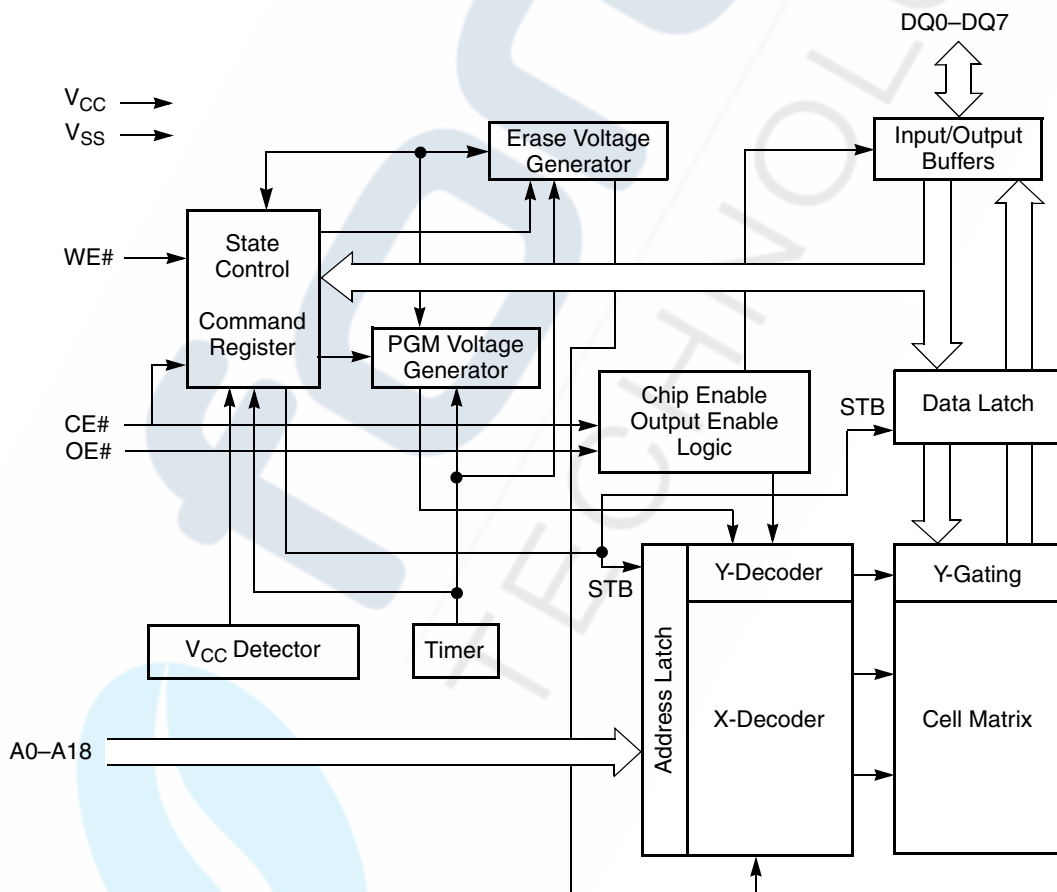 DQ0–DQ7
VCC
VSS
Erase Voltage
Generator
Input/Output
Buffers
WE#
State
Control
Command
Register
PGM Voltage
Generator
CE#
OE#
Chip Enable
Output Enable
Logic
STB
Data Latch
STB
Y-Decoder
Y-Gating
VCC Detector
Timer
Address Latch
X-Decoder
Cell Matrix
A0–A18
TECHNOLO